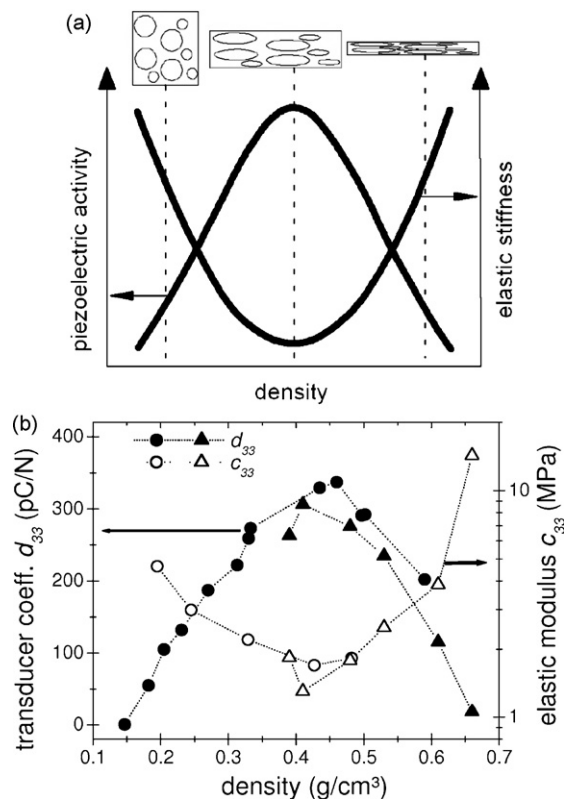 (a)
piezoelectric activity
elastic stiffness
density
(b)
400
300
200
100
0
transducer coeff. d33 (pC/N)
d33
c33
10
1
elastic modulus c33 (MPa)
0.1 0.2 0.3 0.4 0.5 0.6 0.7
density (g/cm³)